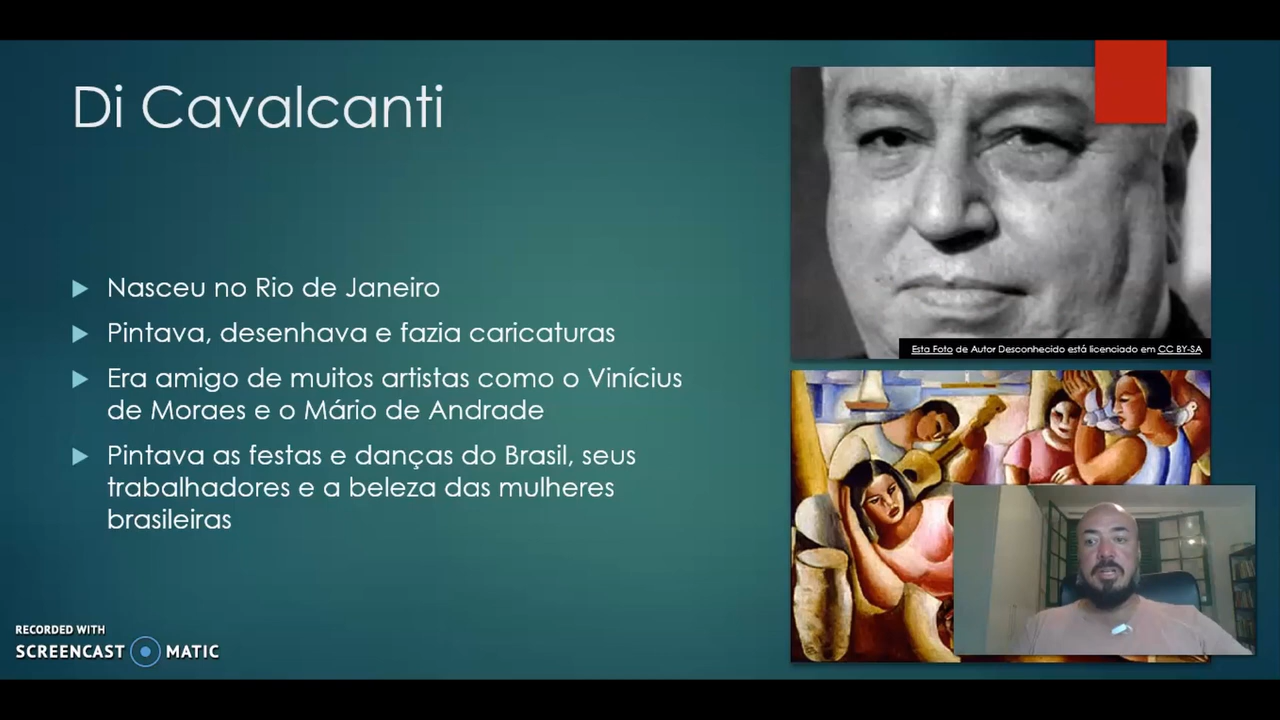 Di Cavalcanti
Nasceu no Rio de Janeiro
Pintava, desenhava e fazia caricaturas
Era amigo de muitos artistas como o Vinícius
de Moraes e o Mário de Andrade
Pintava as festas e danças do Brasil, seus
trabalhadores e a beleza das mulheres
brasileiras
Esta Foto de Autor Desconhecido está licenciado em CC BY-SA
RECORDED WITH
SCREENCAST MATIC